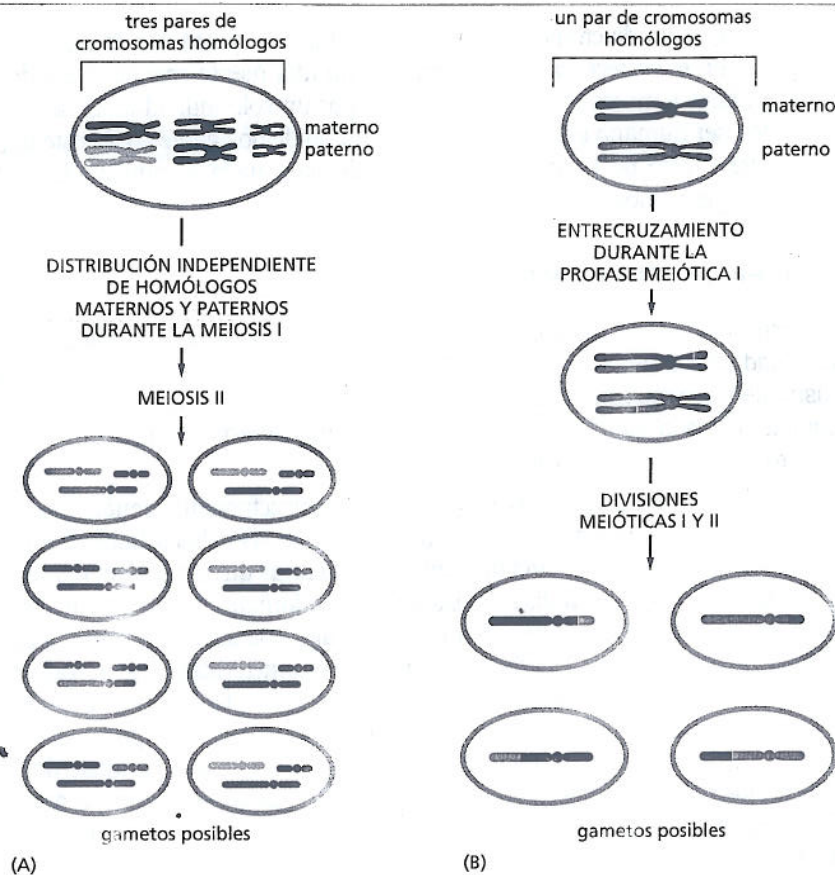 tres pares de
cromosomas homólogos
materno
paterno
DISTRIBUCIÓN INDEPENDIENTE
DE HOMÓLOGOS
MATERNOS Y PATERNOS
DURANTE LA MEIOSIS I
MEIOSIS II
gametos posibles
(A)
un par de cromosomas
homólogos
materno
paterno
ENTRECRUZAMIENTO
DURANTE LA
PROFASE MEIÓTICA I
DIVISIONES
MEIÓTICAS I Y II
gametos posibles
(B)